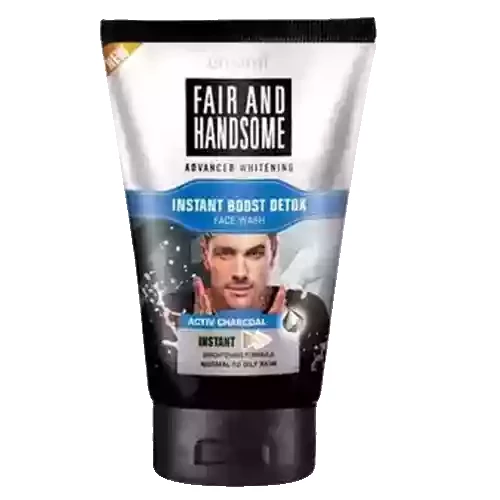 NEW
FAIR AND
HANDSOME
ADVANCED WHITENING
INSTANT BOOST DETOX
FACE WASH
ACTIV CHARCOAL
INSTANT
BRIGHTENING FORMULA
NORMAL TO OILY SKIN